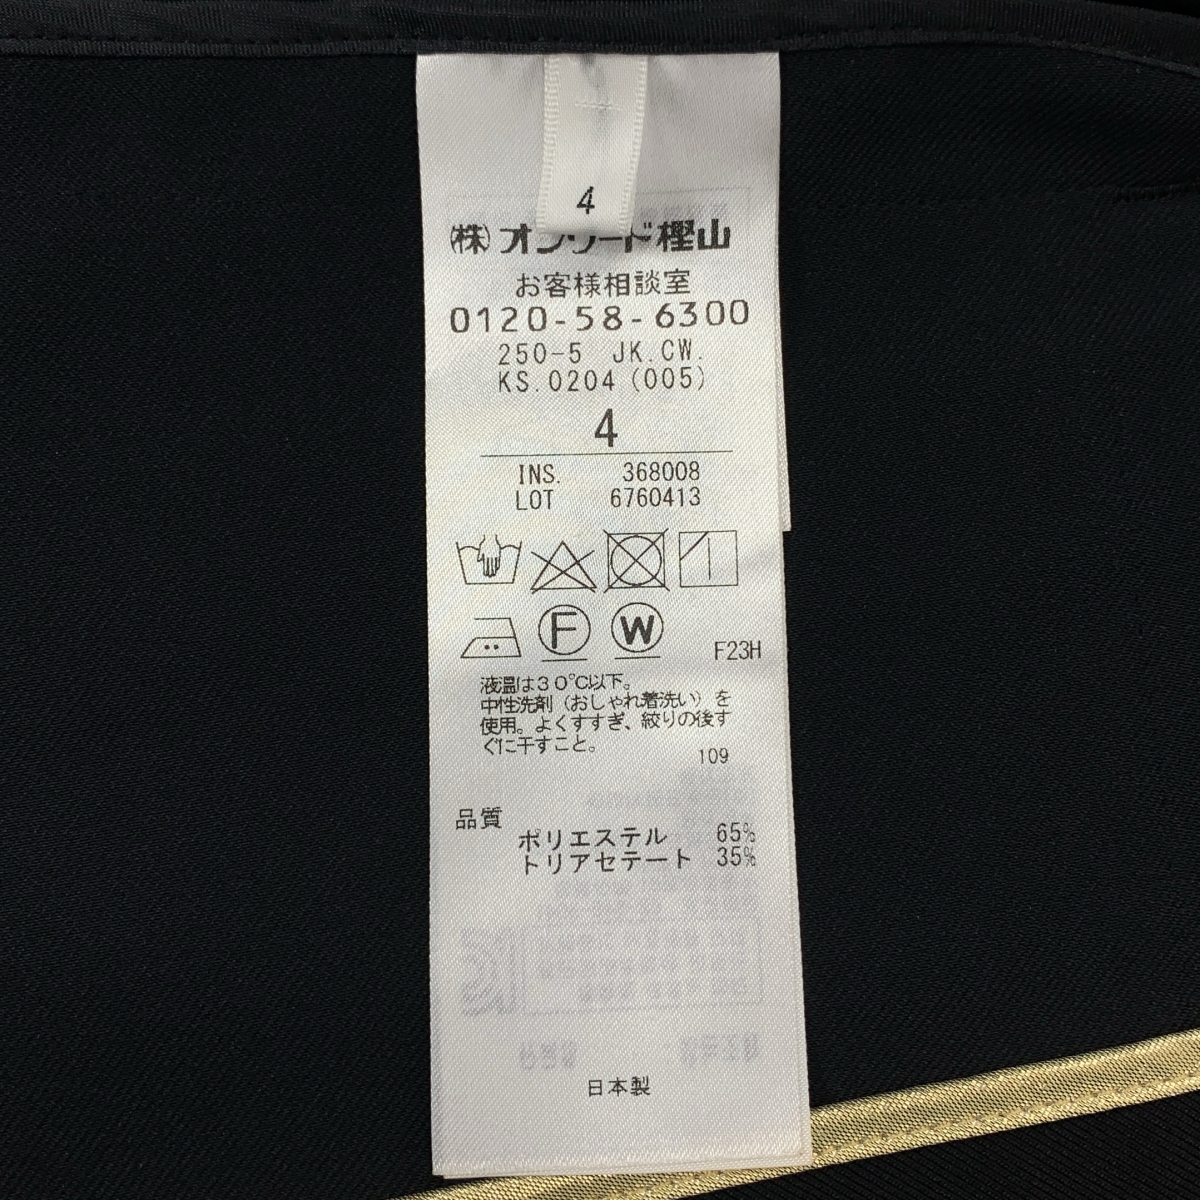 4
㈱オンワード樫山
お客様相談室
0120-58-6300
250-5 JK.CW.
KS.0204(005)
4
INS. 368008
LOT 6760413
F W F23H
液温は30℃以下。
中性洗剤(おしゃれ着洗い)を
使用。よくすすぎ、絞りの後す
ぐに干すこと。
109
品質
ポリエステル 65%
トリアセテート 35%
日本製